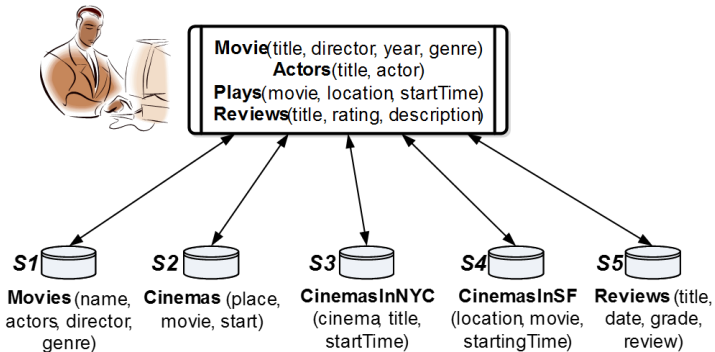 Movie(title, director, year, genre)
Actors(title, actor)
Plays(movie, location, startTime)
Reviews(title, rating, description)
S1
S2
S3
S4
S5
Movies (name,
actors, director,
genre)
Cinemas (place,
movie, start)
CinemasInNYC
(cinema, title,
startTime)
CinemasInSF
(location, movie,
startingTime)
Reviews (title,
date, grade,
review)